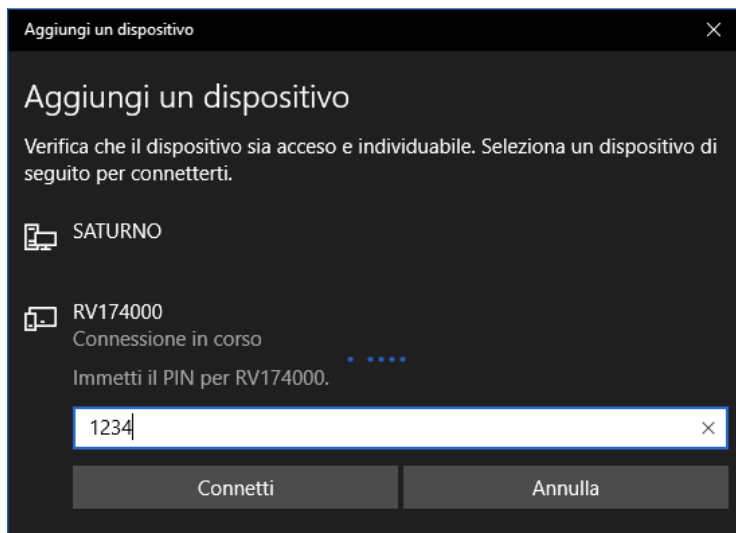 Aggiungi un dispositivo
Aggiungi un dispositivo
Verifica che il dispositivo sia acceso e individuabile. Seleziona un dispositivo di
seguito per connetterti.
SATURNO
RV174000
Connessione in corso
Immetti il PIN per RV174000.
1234
Connetti
Annulla